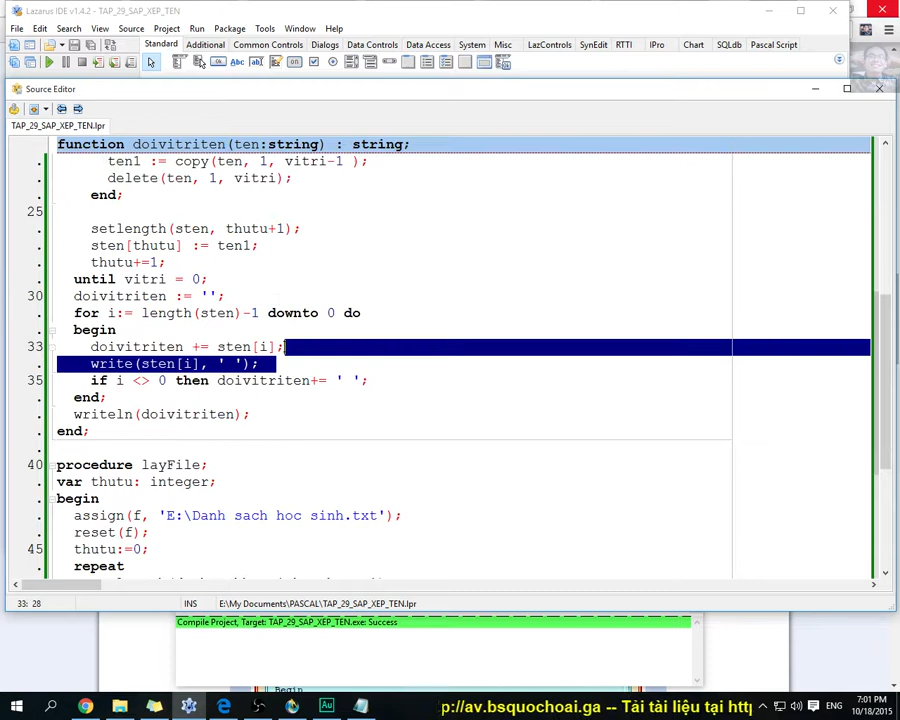 Lazarus IDE v1.4.2 - TAP_29_SAP_XEP_TEN
File Edit Search View Source Project Run Package Tools Window Help
Standard Additional Common Controls Dialogs Data Controls Data Access System Misc LazControls SynEdit RTTI IPro Chart SQLdb Pascal Script
Source Editor
TAP_29_SAP_XEP_TEN.lpr
function doivitriten(ten:string) : string;
ten1 := copy(ten, 1, vitri-1 );
delete(ten, 1, vitri);
end;
25
setlength(sten, thutu+1);
sten[thutu] := ten1;
thutu+=1;
until vitri = 0;
30 doivitriten := '';
for i:= length(sten)-1 downto 0 do
begin
33 doivitriten += sten[i];
write(sten[i], ' ');
35 if i <> 0 then doivitriten+= ' ';
end;
writeln(doivitriten);
end;
40 procedure layFile;
var thutu: integer;
begin
assign(f, 'E:\Danh sach hoc sinh.txt');
reset(f);
45 thutu:=0;
repeat
33: 28 INS E:\My Documents\PASCAL\TAP_29_SAP_XEP_TEN.lpr
Compile Project, Target: TAP_29_SAP_XEP_TEN.exe: Success
Begin
p://av.bsquochoai.ga -- Tải tài liệu tại http
ENG
7:01 PM
10/18/2015